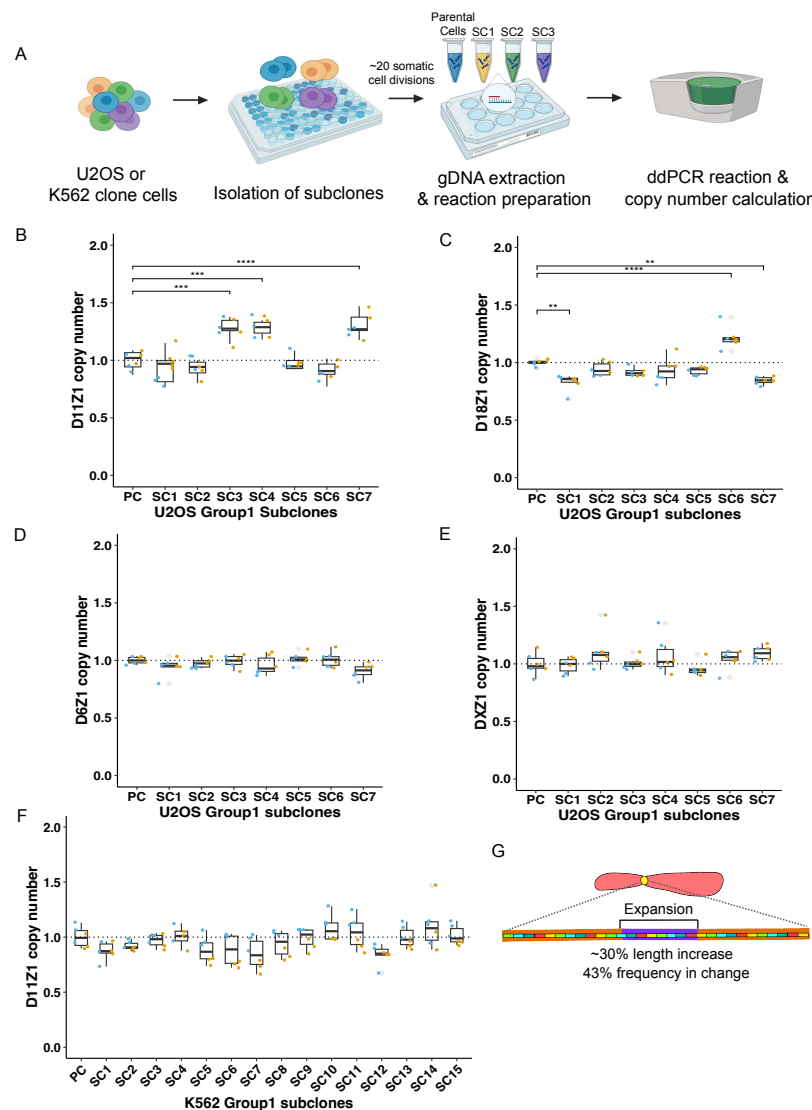 A
Parental
Cells SC1 SC2 SC3
~20 somatic
cell divisions
U2OS or
K562 clone cells
Isolation of subclones
gDNA extraction
& reaction preparation
ddPCR reaction &
copy number calculation
B
D11Z1 copy number
2.0
1.5
1.0
0.5
0.0
****
***
***
PC SC1 SC2 SC3 SC4 SC5 SC6 SC7
U2OS Group1 Subclones
C
D18Z1 copy number
2.0
1.5
1.0
0.5
0.0
**
****
**
PC SC1 SC2 SC3 SC4 SC5 SC6 SC7
U2OS Group1 subclones
D
D6Z1 copy number
2.0
1.5
1.0
0.5
0.0
PC SC1 SC2 SC3 SC4 SC5 SC6 SC7
U2OS Group1 subclones
E
DXZ1 copy number
2.0
1.5
1.0
0.5
0.0
PC SC1 SC2 SC3 SC4 SC5 SC6 SC7
U2OS Group1 subclones
F
D11Z1 copy number
2.0
1.5
1.0
0.5
0.0
PC SC1 SC2 SC3 SC4 SC5 SC6 SC7 SC8 SC9 SC10 SC11 SC12 SC13 SC14 SC15
K562 Group1 subclones
G
Expansion
~30% length increase
43% frequency in change